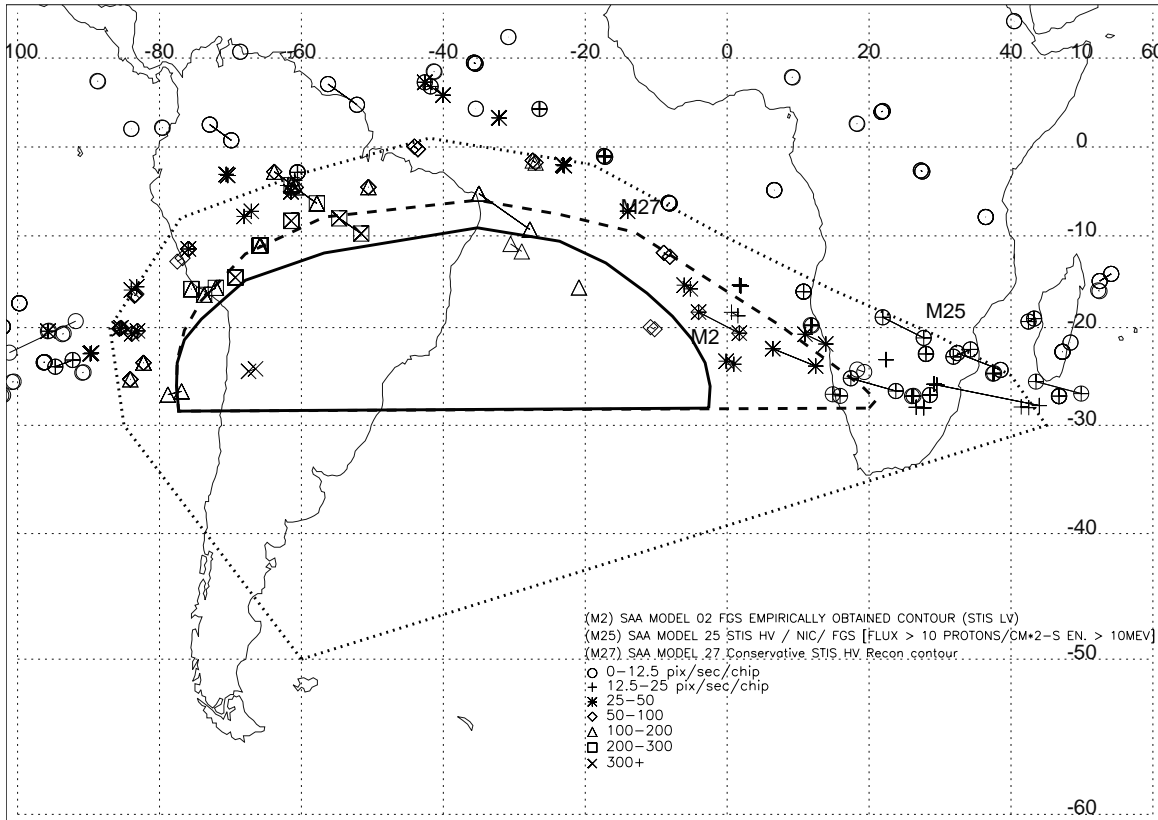 100 -80 -60 -40 -20 0 20 40 50 60
0
M27
-10
M25
-20
M2
-30
-40
(M2) SAA MODEL 02 FGS EMPIRICALLY OBTAINED CONTOUR (STIS LV)
(M25) SAA MODEL 25 STIS HV / NIC/ FGS [FLUX > 10 PROTONS/CM*2-S EN. > 10MEV]
(M27) SAA MODEL 27 Conservative STIS HV Recon contour
-50
0-12.5 pix/sec/chip
12.5-25 pix/sec/chip
25-50
50-100
100-200
200-300
300+
-60